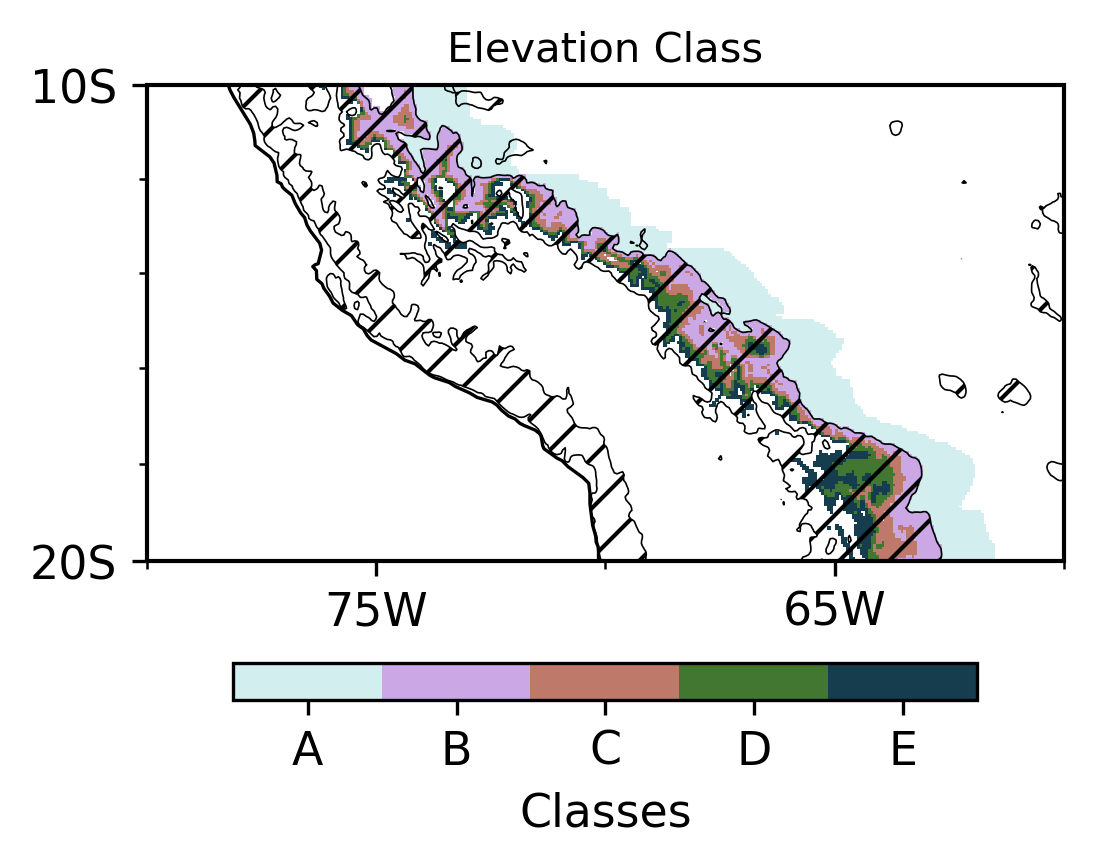 Elevation Class
10S
20S
75W 65W
A B C D E
Classes